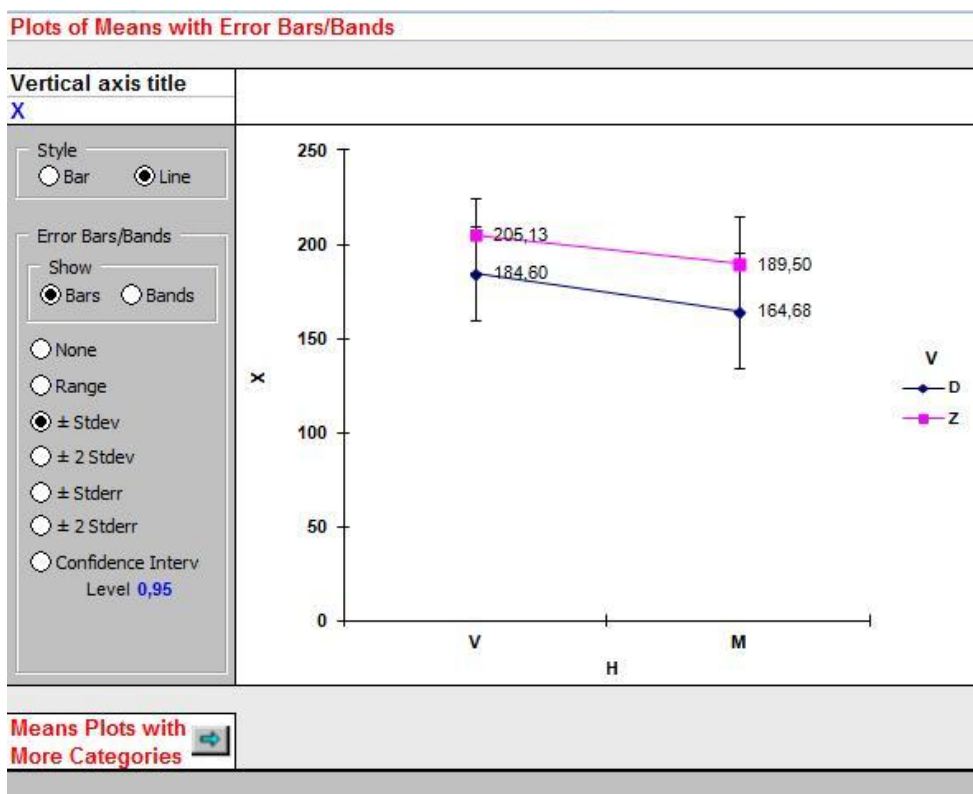 Plots of Means with Error Bars/Bands
Vertical axis title
X
Style
Bar Line
Error Bars/Bands
Show
Bars Bands
None
Range
± Stdev
± 2 Stdev
± Stderr
± 2 Stderr
Confidence Interv
Level 0,95
250
200
150
100
50
0
X
205,13
184,60
189,50
164,68
V M
H
V
D
Z
Means Plots with
More Categories